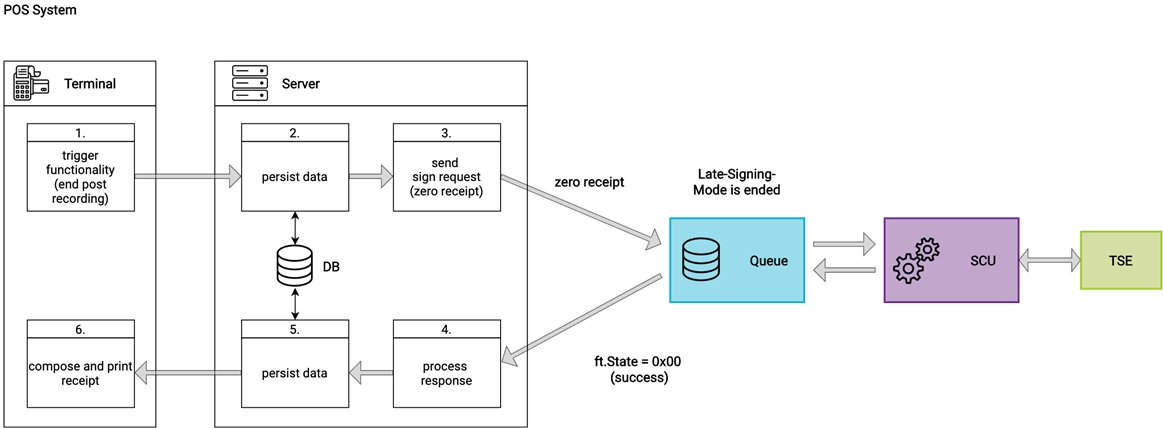 POS System
Terminal
Server
1.
trigger
functionality
(end post
recording)
2.
persist data
3.
send
sign request
(zero receipt)
zero receipt
Late-Signing-
Mode is ended
Queue
SCU
TSE
DB
6.
compose and print
receipt
5.
persist data
4.
process
response
ft.State = 0x00
(success)